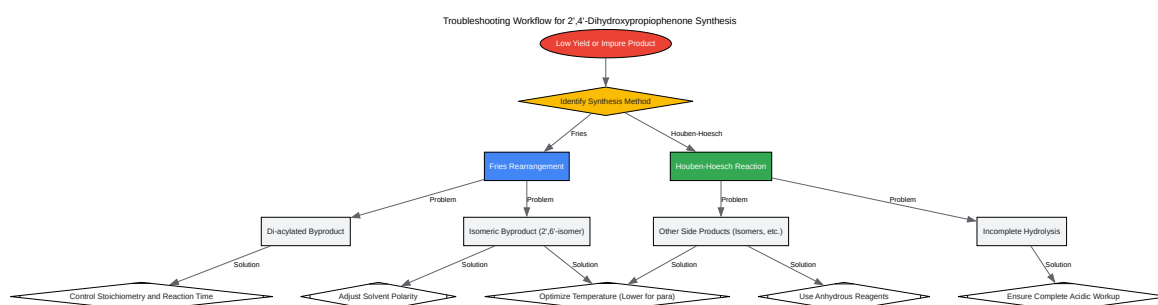 Troubleshooting Workflow for 2',4'-Dihydroxypropiophenone Synthesis
Low Yield or Impure Product
Identify Synthesis Method
Fries
Houben-Hoesch
Fries Rearrangement
Houben-Hoesch Reaction
Problem
Problem
Problem
Problem
Di-acylated Byproduct
Isomeric Byproduct (2',6'-isomer)
Other Side Products (Isomers, etc.)
Incomplete Hydrolysis
Solution
Solution
Solution
Solution
Solution
Solution
Control Stoichiometry and Reaction Time
Adjust Solvent Polarity
Optimize Temperature (Lower for para)
Use Anhydrous Reagents
Ensure Complete Acidic Workup